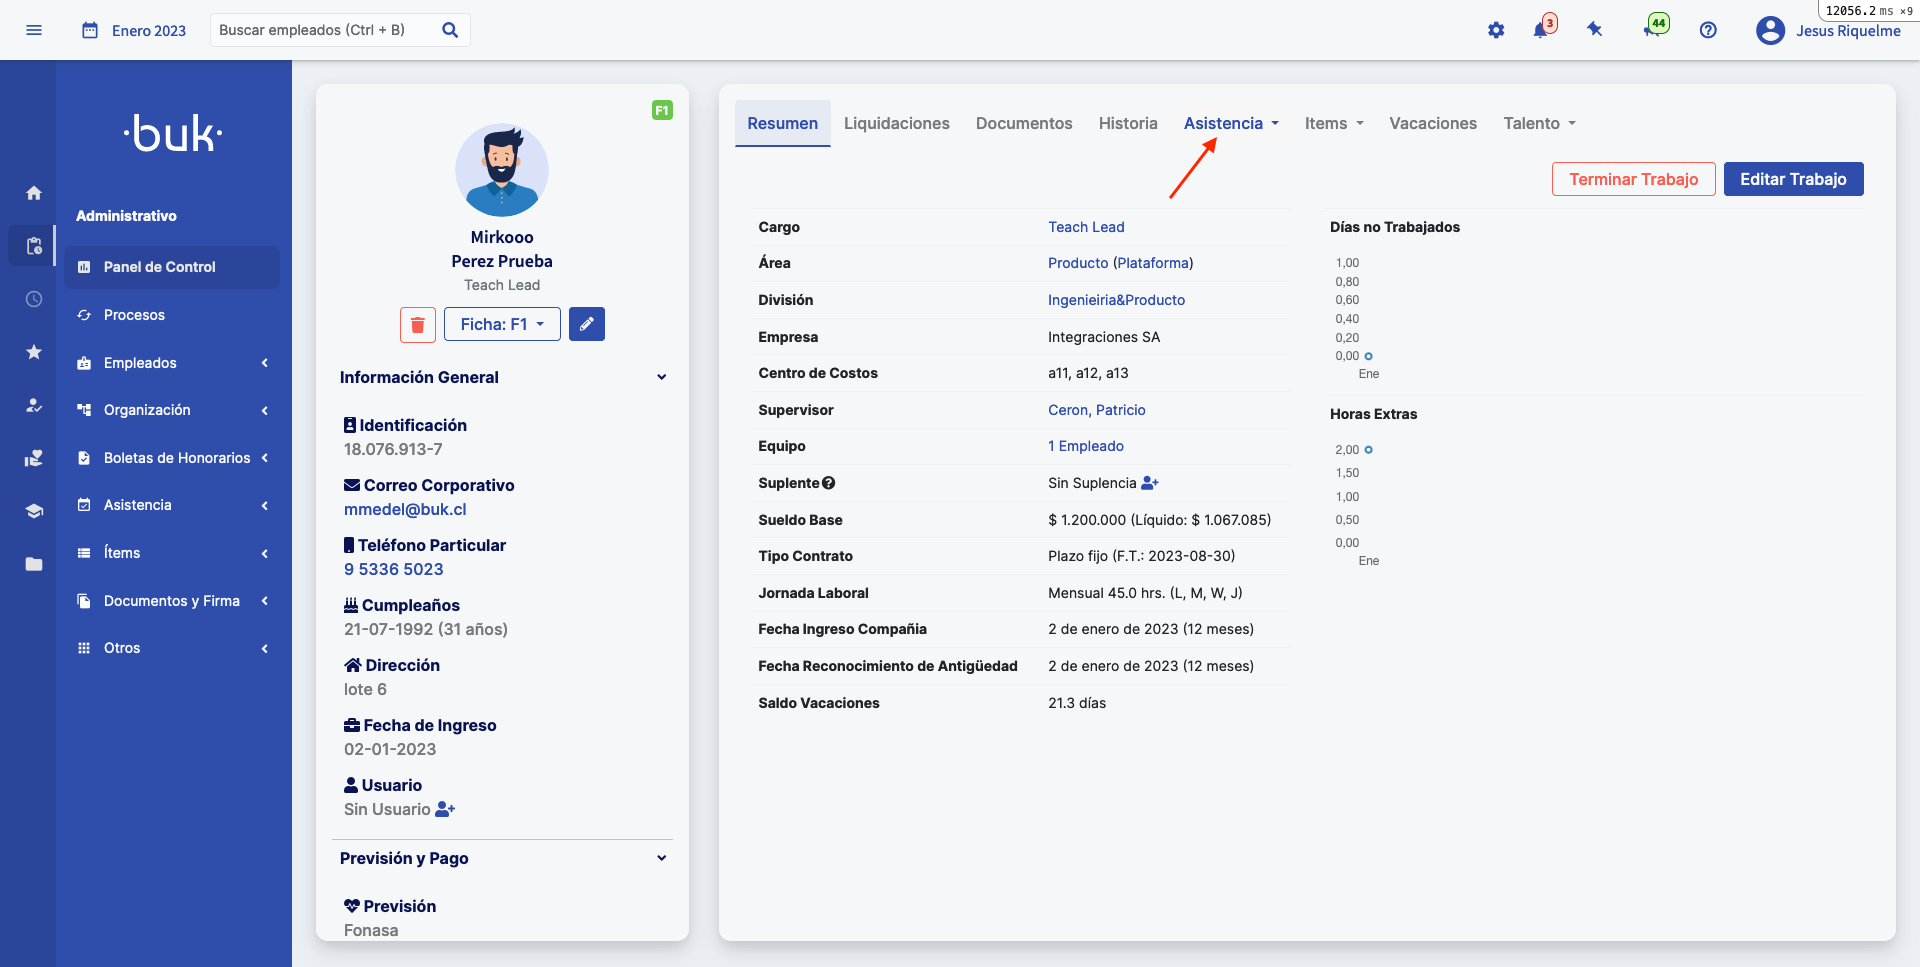 Enero 2023
Buscar empleados (Ctrl + B)
3
44
12056.2 ms ×9
Jesus Riquelme
·buk·
Administrativo
Panel de Control
Procesos
Empleados
Organización
Boletas de Honorarios
Asistencia
Ítems
Documentos y Firma
Otros
F1
Mirkooo
Perez Prueba
Teach Lead
Ficha: F1
Información General
Identificación
18.076.913-7
Correo Corporativo
mmedel@buk.cl
Teléfono Particular
9 5336 5023
Cumpleaños
21-07-1992 (31 años)
Dirección
lote 6
Fecha de Ingreso
02-01-2023
Usuario
Sin Usuario
Previsión y Pago
Previsión
Fonasa
Resumen Liquidaciones Documentos Historia Asistencia Items Vacaciones Talento
Terminar Trabajo Editar Trabajo
Cargo Teach Lead
Área Producto (Plataforma)
División Ingenieiria&Producto
Empresa Integraciones SA
Centro de Costos a11, a12, a13
Supervisor Ceron, Patricio
Equipo 1 Empleado
Suplente Sin Suplencia
Sueldo Base $ 1.200.000 (Líquido: $ 1.067.085)
Tipo Contrato Plazo fijo (F.T.: 2023-08-30)
Jornada Laboral Mensual 45.0 hrs. (L, M, W, J)
Fecha Ingreso Compañia 2 de enero de 2023 (12 meses)
Fecha Reconocimiento de Antigüedad 2 de enero de 2023 (12 meses)
Saldo Vacaciones 21.3 días
Días no Trabajados
1,00
0,80
0,60
0,40
0,20
0,00
Ene
Horas Extras
2,00
1,50
1,00
0,50
0,00
Ene